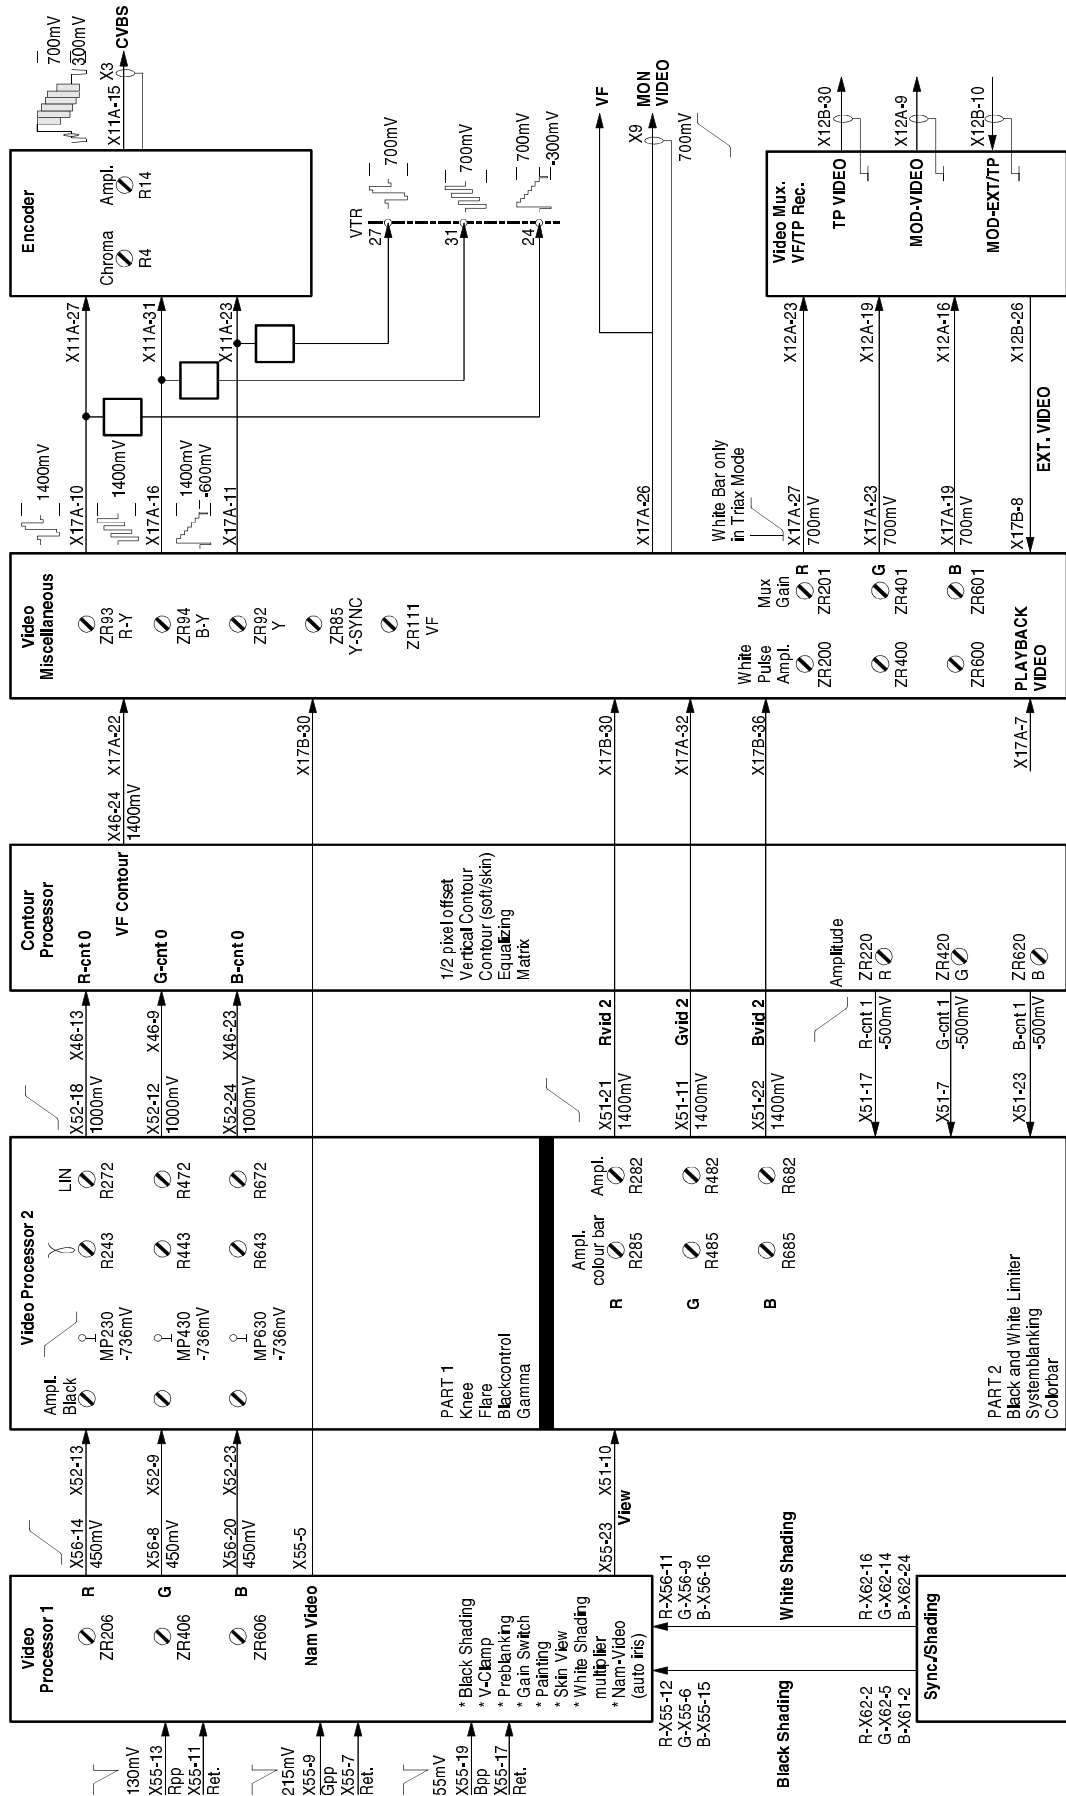 Video
Processor 1
130mV
X55-13
Rpp
X55-11
Ret.
215mV
X55-9
Gpp
X55-7
Ret.
55mV
X55-19
Bpp
X55-17
Ret.
ZR206
R
ZR406
G
ZR606
B
Nam Video
* Black Shading
* V-Clamp
* Preblanking
* Gain Switch
* Painting
* Skin View
* White Shading
multiplier
* Nam-Video
(auto iris)
X56-14
450mV
X52-13
X56-8
450mV
X52-9
X56-20
450mV
X52-23
X55-5
X55-23
View
X51-10
R-X55-12
G-X55-6
B-X55-15
Black Shading
R-X62-2
G-X62-5
B-X61-2
R-X56-11
G-X56-9
B-X56-16
White Shading
R-X62-16
G-X62-14
B-X62-24
Sync./Shading
Video Processor 2
Ampl.
Black
MP230
-736mV
R243
LIN
R272
MP430
-736mV
R443
R472
MP630
-736mV
R643
R672
PART 1
Knee
Flare
Blackcontrol
Gamma
Ampl.
colour bar
Ampl.
R
R285
R282
G
R485
R482
B
R685
R682
PART 2
Black and White Limiter
Systemblanking
Colorbar
X52-18
1000mV
X46-13
X52-12
1000mV
X46-9
X52-24
1000mV
X46-23
X51-21
1400mV
Rvid 2
X51-11
1400mV
Gvid 2
X51-22
1400mV
Bvid 2
X51-17
R-cnt 1
-500mV
X51-7
G-cnt 1
-500mV
X51-23
B-cnt 1
-500mV
Contour
Processor
R-cnt 0
VF Contour
G-cnt 0
B-cnt 0
1/2 pixel offset
Vertical Contour
Contour (soft/skin)
Equalizing
Matrix
Amplitude
ZR220
R
ZR420
G
ZR620
B
X46-24
1400mV
X17A-22
X17B-30
X17B-30
X17A-32
X17B-36
X17A-7
Video
Miscellaneous
ZR93
R-Y
ZR94
B-Y
ZR92
Y
ZR85
Y-SYNC
ZR111
VF
White
Pulse
Ampl.
Mux
Gain
ZR200
ZR201
R
ZR400
ZR401
G
ZR600
ZR601
B
PLAYBACK
VIDEO
1400mV
X17A-10
X11A-27
1400mV
X17A-16
X11A-31
1400mV
-600mV
X17A-11
X11A-23
X17A-26
White Bar only
in Triax Mode
X17A-27
700mV
X12A-23
X17A-23
700mV
X12A-19
X17A-19
700mV
X12A-16
X17B-8
EXT. VIDEO
X12B-26
Encoder
Chroma
R4
Ampl.
R14
700mV
300mV
X11A-15
X3
CVBS
VTR
27
700mV
31
700mV
24
700mV
-300mV
VF
X9
MON
VIDEO
700mV
Video Mux.
VF/TP Rec.
TP VIDEO
X12B-30
MOD-VIDEO
X12A-9
MOD-EXT/TP
X12B-10